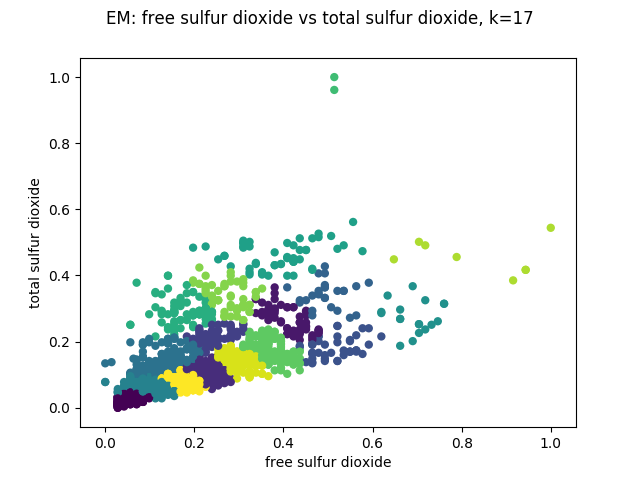 EM: free sulfur dioxide vs total sulfur dioxide, k=17
1.0
0.8
0.6
0.4
0.2
0.0
total sulfur dioxide
0.0 0.2 0.4 0.6 0.8 1.0
free sulfur dioxide